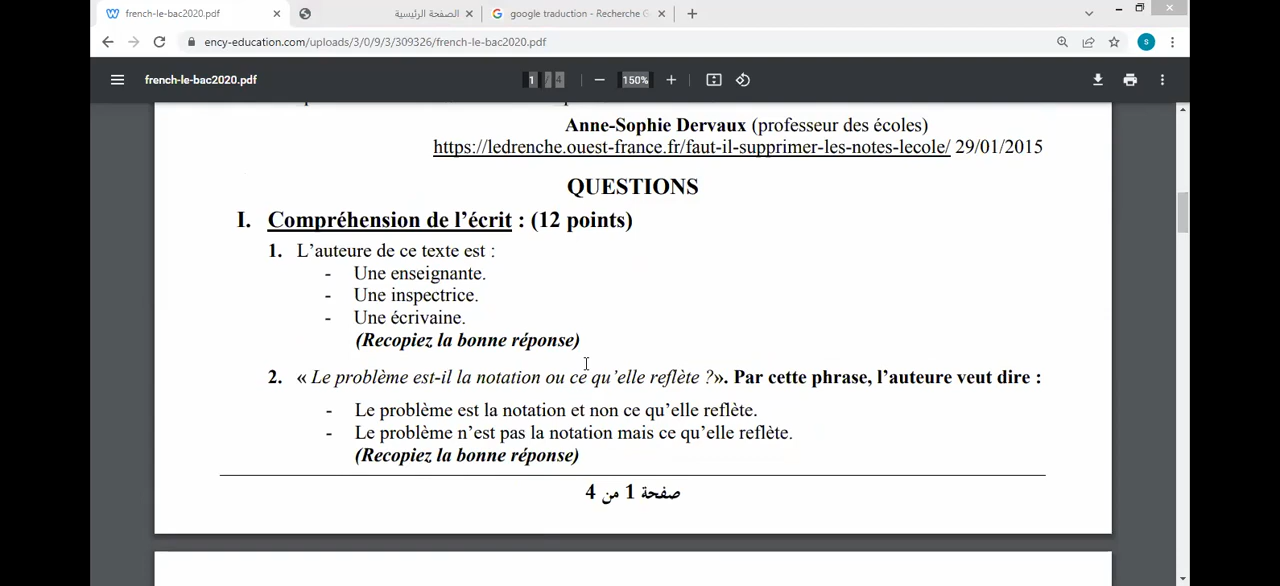 french-le-bac2020.pdf
الصفحة الرئيسية
google traduction - Recherche G
ency-education.com/uploads/3/0/9/3/309326/french-le-bac2020.pdf
s
french-le-bac2020.pdf
1 / 4
150%
Anne-Sophie Dervaux (professeur des écoles)
https://ledrenche.ouest-france.fr/faut-il-supprimer-les-notes-lecole/ 29/01/2015
QUESTIONS
I. Compréhension de l'écrit : (12 points)
1. L'auteure de ce texte est :
- Une enseignante.
- Une inspectrice.
- Une écrivaine.
(Recopiez la bonne réponse)
2. « Le problème est-il la notation ou ce qu'elle reflète ?». Par cette phrase, l'auteure veut dire :
- Le problème est la notation et non ce qu'elle reflète.
- Le problème n'est pas la notation mais ce qu'elle reflète.
(Recopiez la bonne réponse)
صفحة 1 من 4